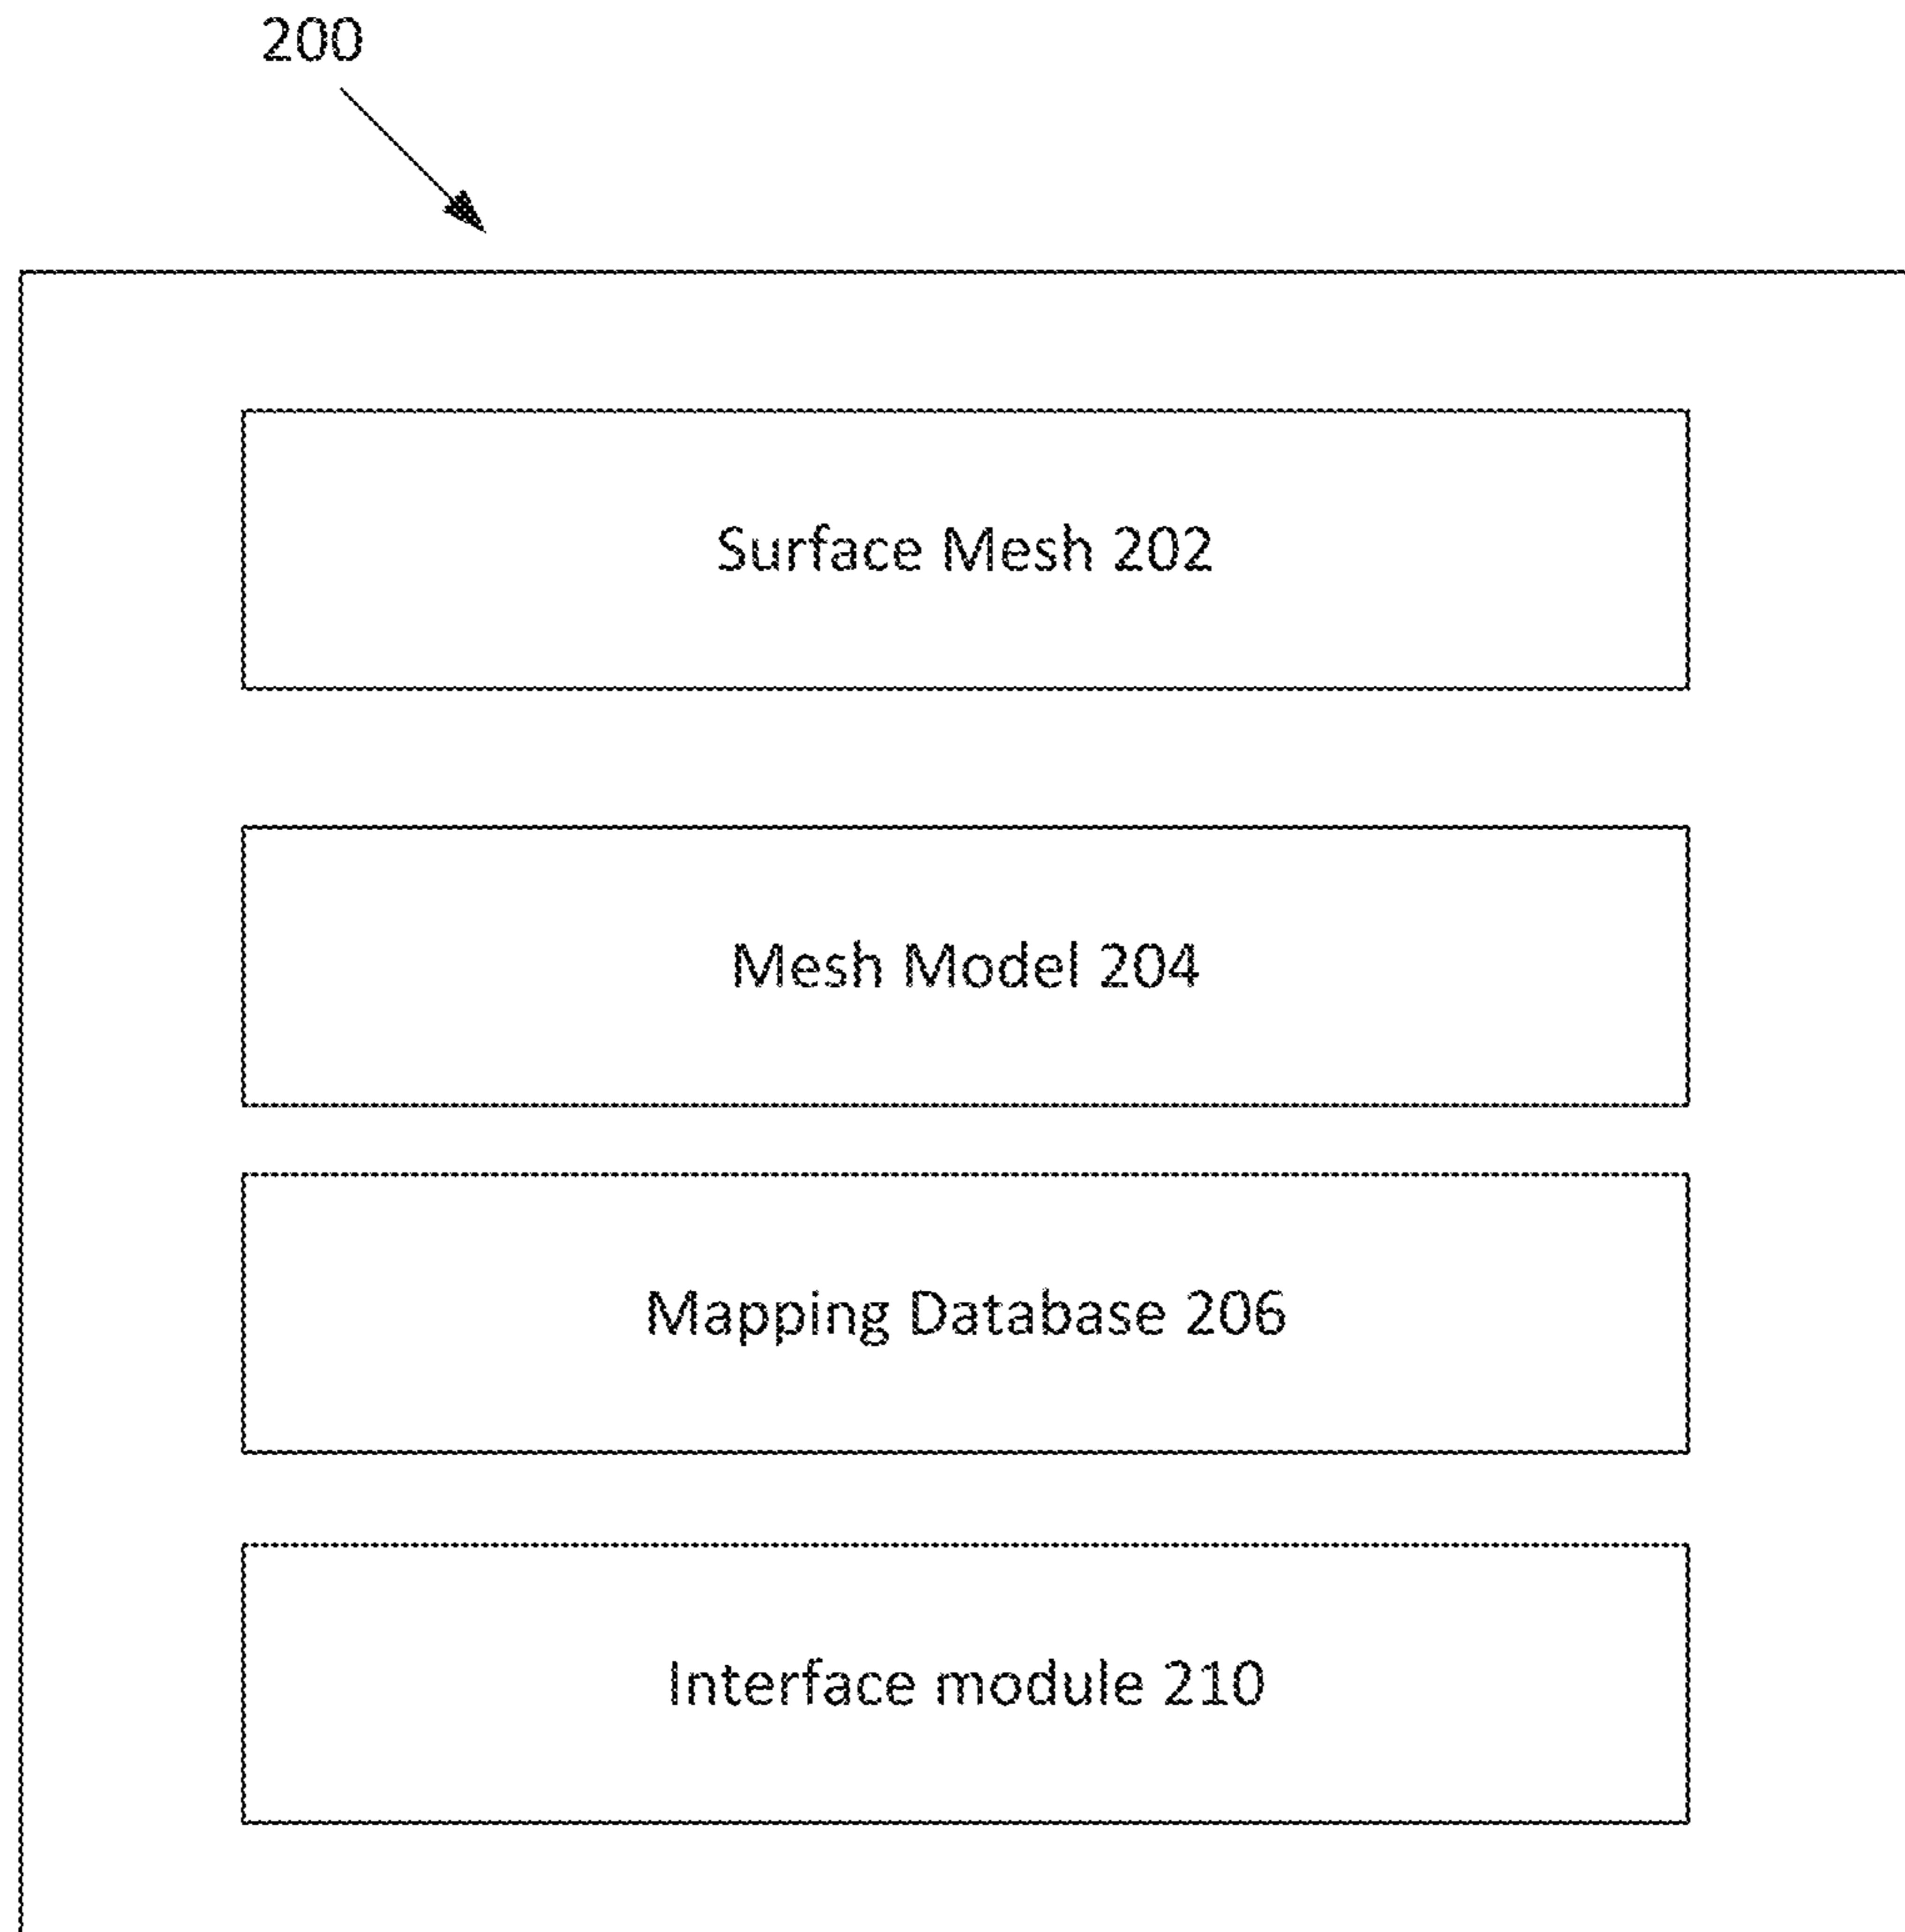 200
Surface Mesh 202
Mesh Model 204
Mapping Database 206
Interface module 210